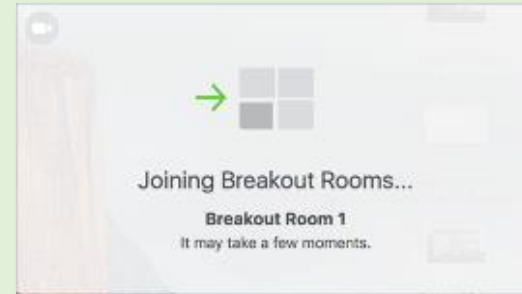 Joining Breakout Rooms...
Breakout Room 1
It may take a few moments.